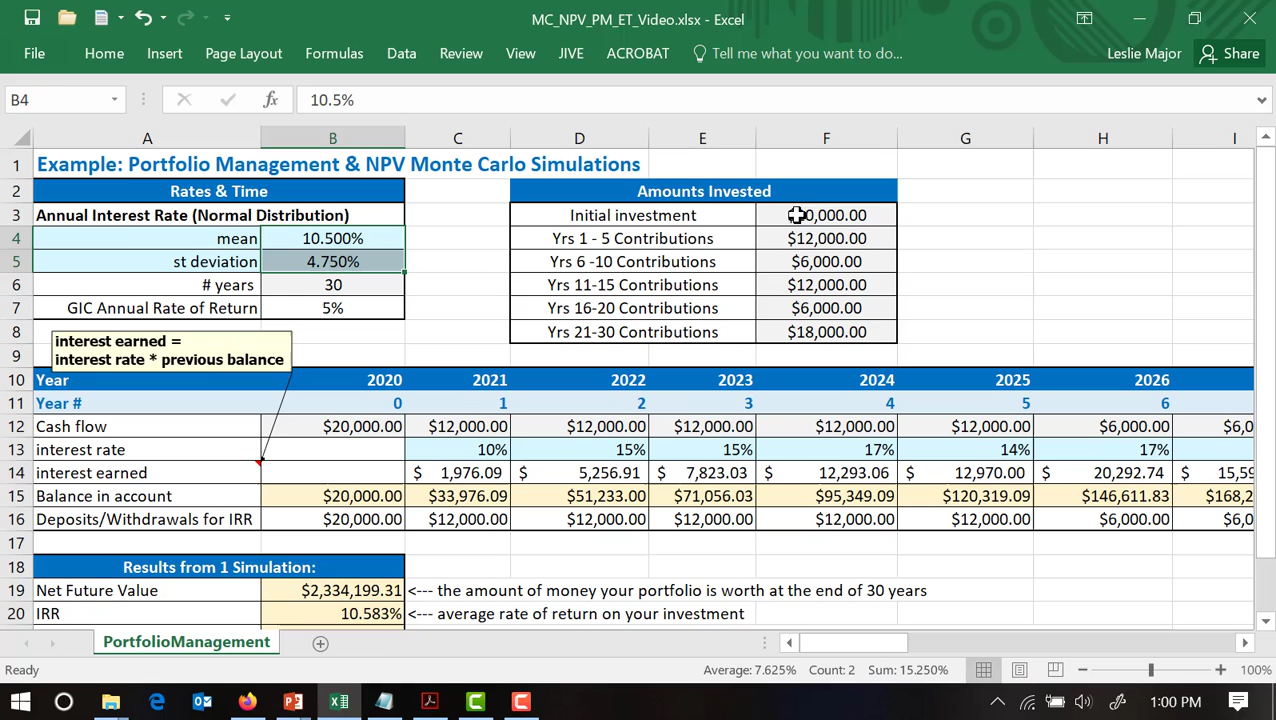 MC_NPV_PM_ET_Video.xlsx - Excel
File Home Insert Page Layout Formulas Data Review View JIVE ACROBAT Tell me what you want to do... Leslie Major Share
B4 fx 10.5%
A B C D E F G H I
1 Example: Portfolio Management & NPV Monte Carlo Simulations
2 Rates & Time Amounts Invested
3 Annual Interest Rate (Normal Distribution) Initial investment 0,000.00
4 mean 10.500% Yrs 1 - 5 Contributions $12,000.00
5 st deviation 4.750% Yrs 6 -10 Contributions $6,000.00
6 # years 30 Yrs 11-15 Contributions $12,000.00
7 GIC Annual Rate of Return 5% Yrs 16-20 Contributions $6,000.00
8 Yrs 21-30 Contributions $18,000.00
interest earned =
9
interest rate * previous balance
10 Year 2020 2021 2022 2023 2024 2025 2026
11 Year # 0 1 2 3 4 5 6
12 Cash flow $20,000.00 $12,000.00 $12,000.00 $12,000.00 $12,000.00 $12,000.00 $6,000.00 $6,0
13 interest rate 10% 15% 15% 17% 14% 17%
14 interest earned $ 1,976.09 $ 5,256.91 $ 7,823.03 $ 12,293.06 $ 12,970.00 $ 20,292.74 $ 15,59
15 Balance in account $20,000.00 $33,976.09 $51,233.00 $71,056.03 $95,349.09 $120,319.09 $146,611.83 $168,2
16 Deposits/Withdrawals for IRR $20,000.00 $12,000.00 $12,000.00 $12,000.00 $12,000.00 $12,000.00 $6,000.00 $6,0
17
18 Results from 1 Simulation:
19 Net Future Value $2,334,199.31 <--- the amount of money your portfolio is worth at the end of 30 years
20 IRR 10.583% <--- average rate of return on your investment
PortfolioManagement
Ready Average: 7.625% Count: 2 Sum: 15.250% 100%
1:00 PM